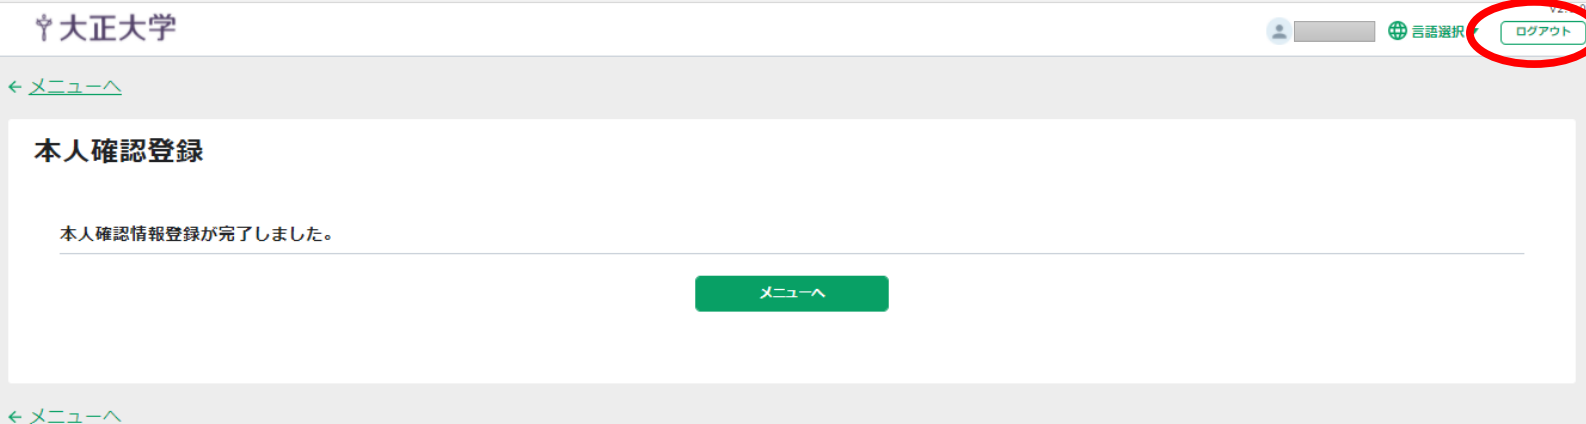 大正大学
言語選択
ログアウト
← メニューへ
本人確認登録
本人確認情報登録が完了しました。
メニューへ
← メニューへ